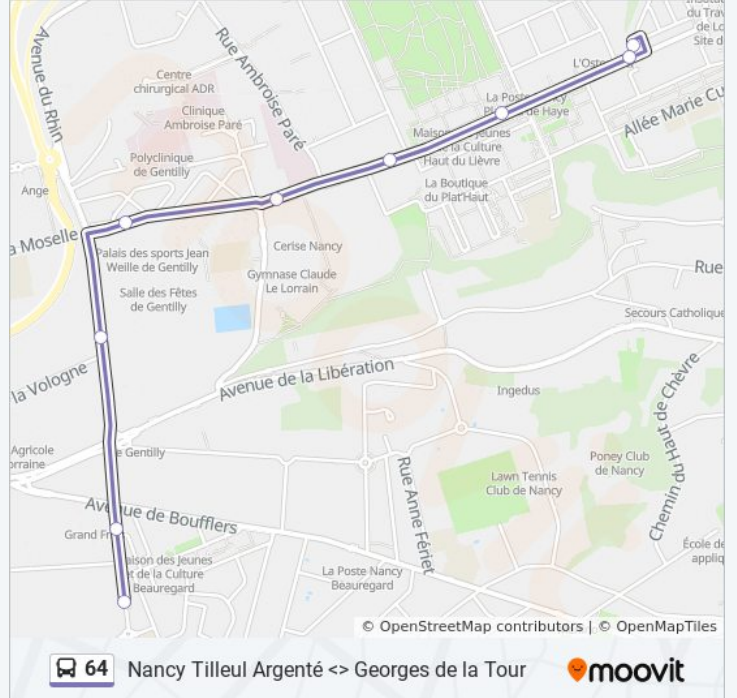 Institut
du Trav
de Lo
Site d
Avenue du Rhin
Rue Ambroise Paré
Centre
chirurgical ADR
L'Oste
Clinique
Ambroise Paré
La Poste
Allée Marie Cu
Maiso
Jeunes
la Culture
Haut du Lièvre
Polyclinique
de Gentilly
Ange
La Boutique
du Plat'Haut
a Moselle
Palais des sports Jean
Weille de Gentilly
Cerise Nancy
Gymnase Claude
Le Lorrain
Rue
Salle des Fêtes
de Gentilly
Secours Catholique
la Vologne
Avenue de la Libération
Ingedus
Chemin du Haut de Chèvre
Agricole
orraine
e Gentilly
Poney Club
de Nancy
Rue Anne Fériet
Lawn Tennis
Club de Nancy
Avenue de Boufflers
Grand Fr
aison des Jeunes
et de la Culture
Beauregard
La Poste Nancy
Beauregard
École de
appliq
© OpenStreetMap contributors | © OpenMapTiles
64 Nancy Tilleul Argenté <> Georges de la Tour moovit